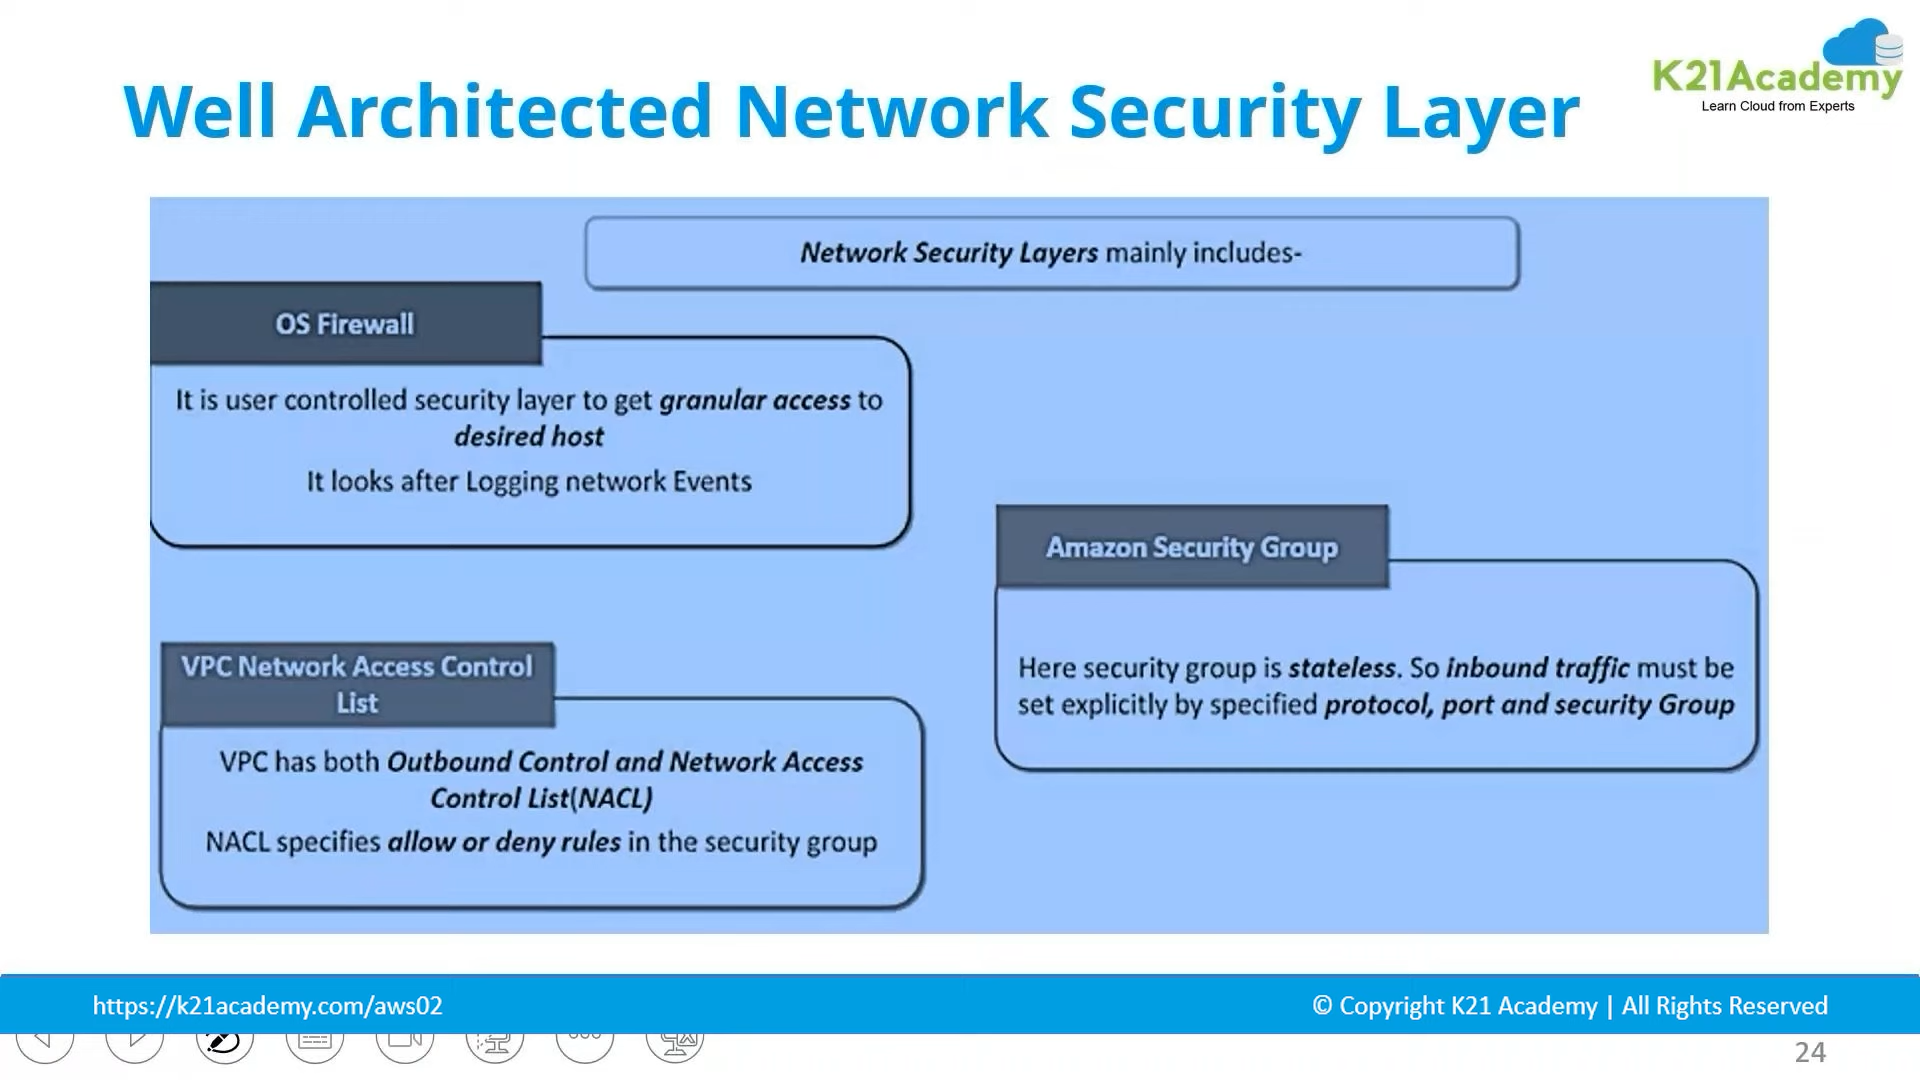 Well Architected Network Security Layer
K21Academy
Learn Cloud from Experts
Network Security Layers mainly includes-
OS Firewall
It is user controlled security layer to get granular access to
desired host
It looks after Logging network Events
Amazon Security Group
Here security group is stateless. So inbound traffic must be
set explicitly by specified protocol, port and security Group
VPC Network Access Control
List
VPC has both Outbound Control and Network Access
Control List(NACL)
NACL specifies allow or deny rules in the security group
https://k21academy.com/aws02
© Copyright K21 Academy | All Rights Reserved
24